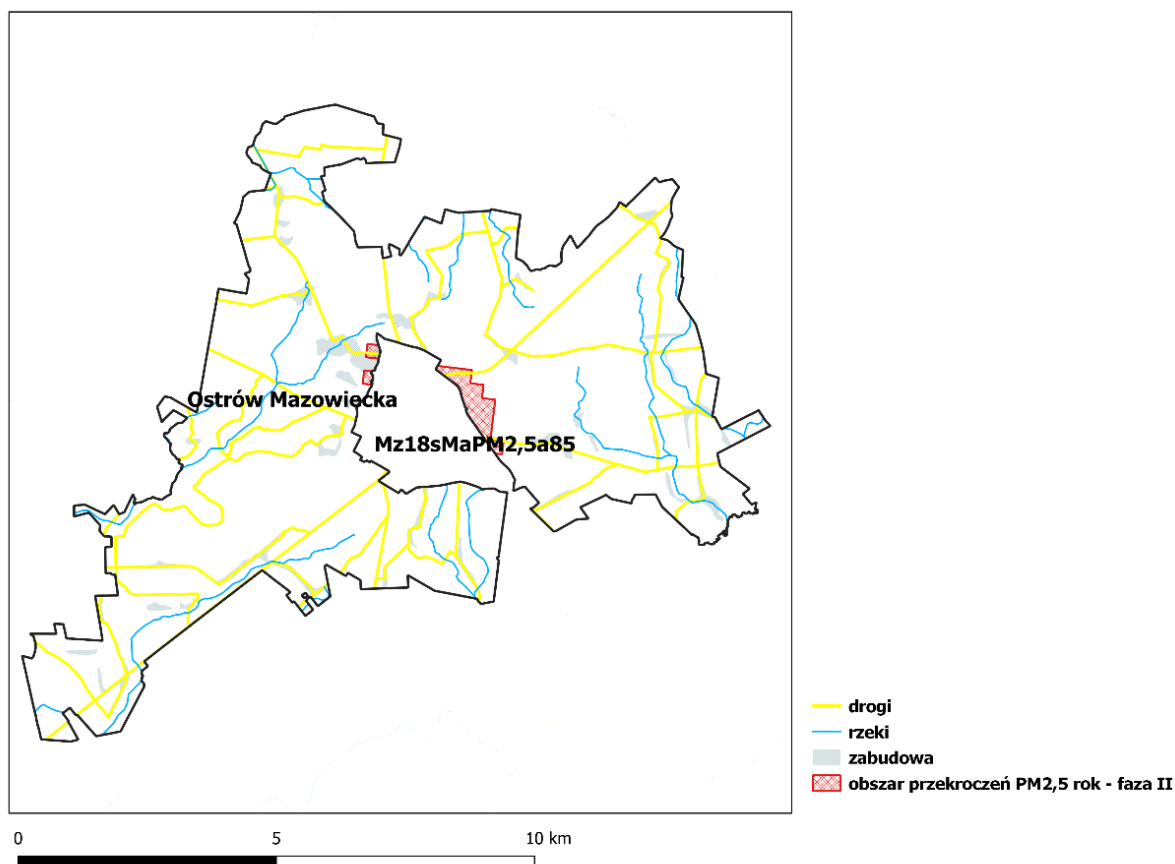 Ostrów Mazowiecka
Mz18sMaPM2,5a85
drogi
rzeki
zabudowa
obszar przekroczeń PM2,5 rok - faza II
0 5 10 km